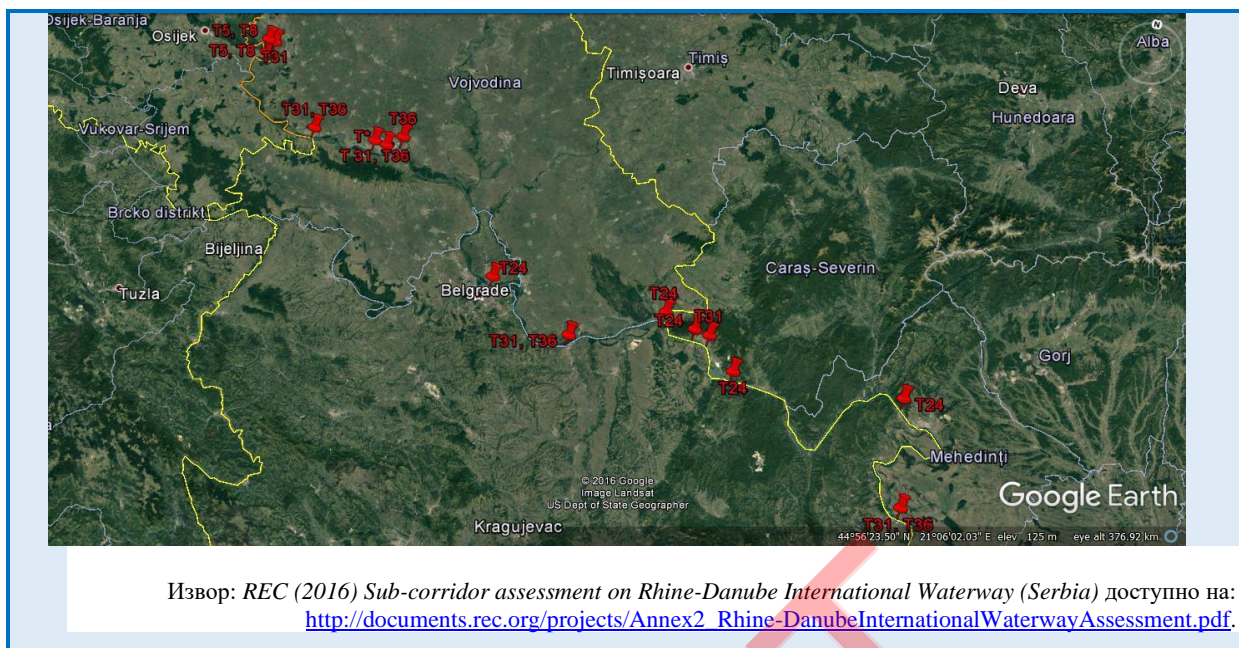 Osijek-Baranja
Osijek
T5, T8
T5, T8
T31
Vojvodina
Timişoara
Timiş
Alba
N
Deva
Hunedoara
T31, T36
T36
T*
T 31, T36
Vukovar-Srijem
Brcko distrikt
Bijeljina
Tuzla
T24
Belgrade
Caraş-Severin
T24
T24
T31
T31, T36
T24
Gorj
T24
Mehedinţi
© 2016 Google
Image Landsat
US Dept of State Geographer
Google Earth
Kragujevac
T31, T36
44°56'23.50" N 21°06'02.03" E elev 125 m eye alt 376.92 km
Извор: REC (2016) Sub-corridor assessment on Rhine-Danube International Waterway (Serbia) доступно на:
http://documents.rec.org/projects/Annex2_Rhine-DanubeInternationalWaterwayAssessment.pdf.